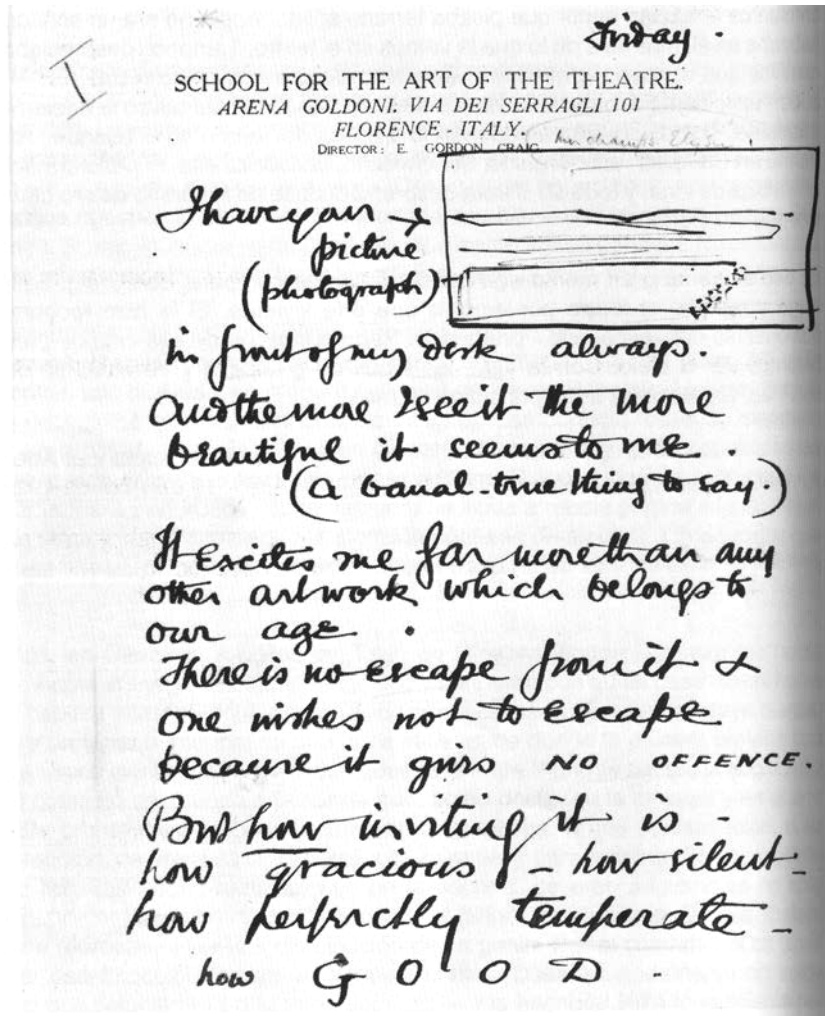 Friday.
I
SCHOOL FOR THE ART OF THE THEATRE.
ARENA GOLDONI: VIA DEI SERRAGLI 101
FLORENCE ITALY.
DIRECTOR: E. GORDON CRAIG.
I have your →
picture
(photograph)
in front of my desk always.
And the more I see it the more
beautiful it seems to me.
(a banal-true thing to say)
It excites me far more than any
other art work which belongs to
our age.
There is no escape from it &
one wishes not to escape
because it givs NO OFFENCE.
But how inviting it is -
how gracious how silent -
how perfectly temperate -
how GOOD